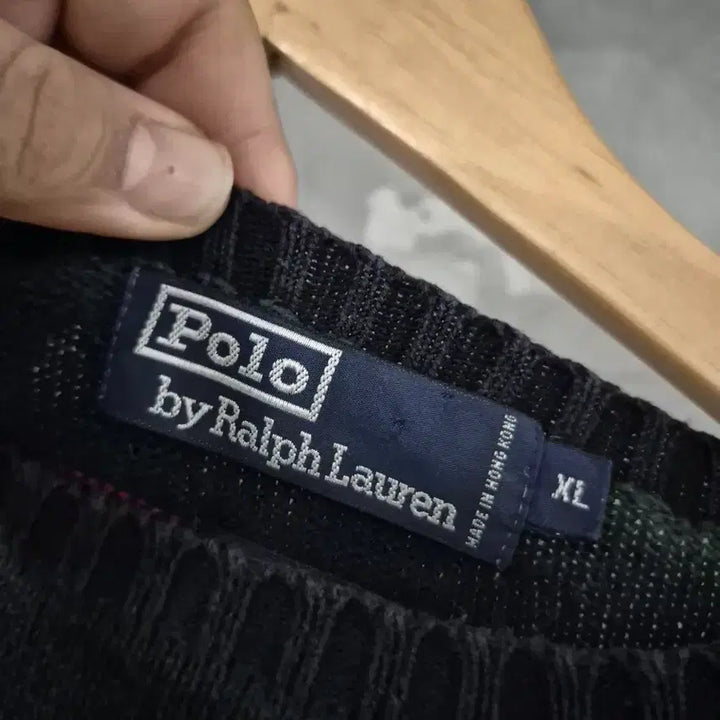 Polo
by Ralph Lauren
MADE IN HONG KONG
XL